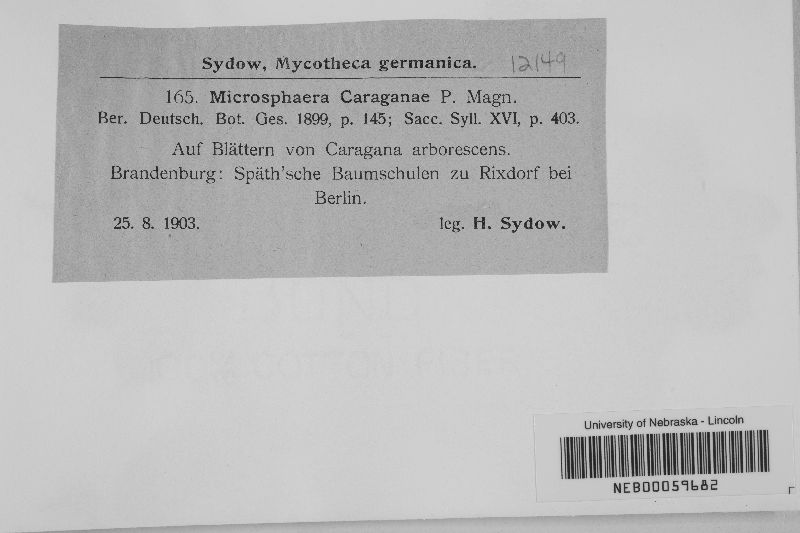 Sydow, Mycotheca germanica. 12149
165. Microsphaera Caraganae P. Magn.
Ber. Deutsch. Bot. Ges. 1899, p. 145; Sacc. Syll. XVI, p. 403.
Auf Blättern von Caragana arborescens.
Brandenburg: Späth'sche Baumschulen zu Rixdorf bei
Berlin.
25. 8. 1903. leg. H. Sydow.
COTTON FIBER
University of Nebraska - Lincoln
NEB00059682